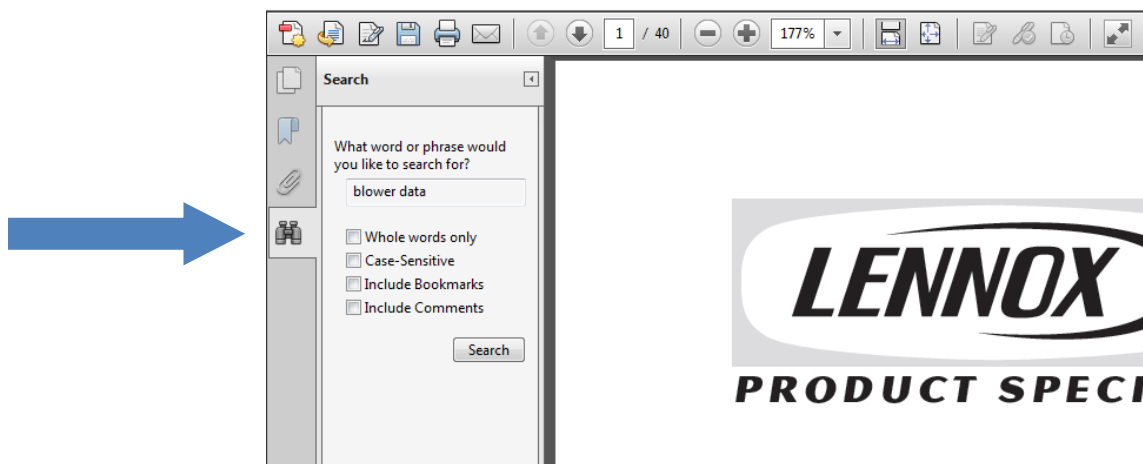 1 / 40 177%
Search
What word or phrase would
you like to search for?
blower data
Whole words only
Case-Sensitive
Include Bookmarks
Include Comments
Search
LENNOX
PRODUCT SPECI